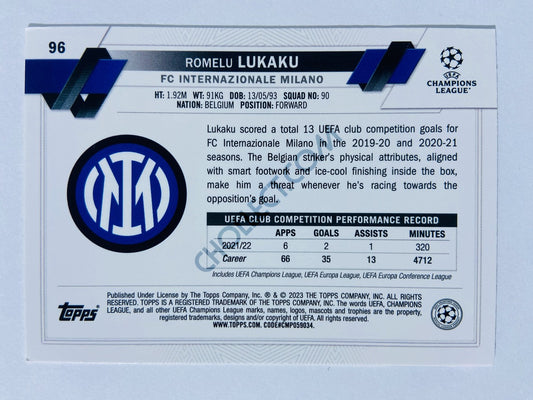 96
ROMELU LUKAKU
FC INTERNAZIONALE MILANO
HT: 1.92M WT: 91KG DOB: 13/05/93 SQUAD NO: 90
NATION: BELGIUM POSITION: FORWARD
UEFA
CHAMPIONS
LEAGUE
Lukaku scored a total 13 UEFA club competition goals for
FC Internazionale Milano in the 2019-20 and 2020-21
seasons. The Belgian striker's physical attributes, aligned
with smart footwork and ice-cool finishing inside the box,
make him a threat whenever he's racing towards the
opposition's goal.
UEFA CLUB COMPETITION PERFORMANCE RECORD
APPS GOALS ASSISTS MINUTES
2021/22 6 2 1 320
Career 66 35 13 4712
Includes UEFA Champions League, UEFA Europa League, UEFA Europa Conference League
CHOLLECT.COM
topps
Published Under License by The Topps Company, Inc. ® & © 2023 THE TOPPS COMPANY, INC. ALL RIGHTS
RESERVED. TOPPS IS A REGISTERED TRADEMARK OF THE TOPPS COMPANY, INC. The words UEFA, CHAMPIONS
LEAGUE, and all other UEFA Champions League marks, names, logos, mascots and trophies are the property,
registered trademarks, designs and/or copyright of UEFA. All rights reserved.
WWW.TOPPS.COM. CODE#CMP059034.